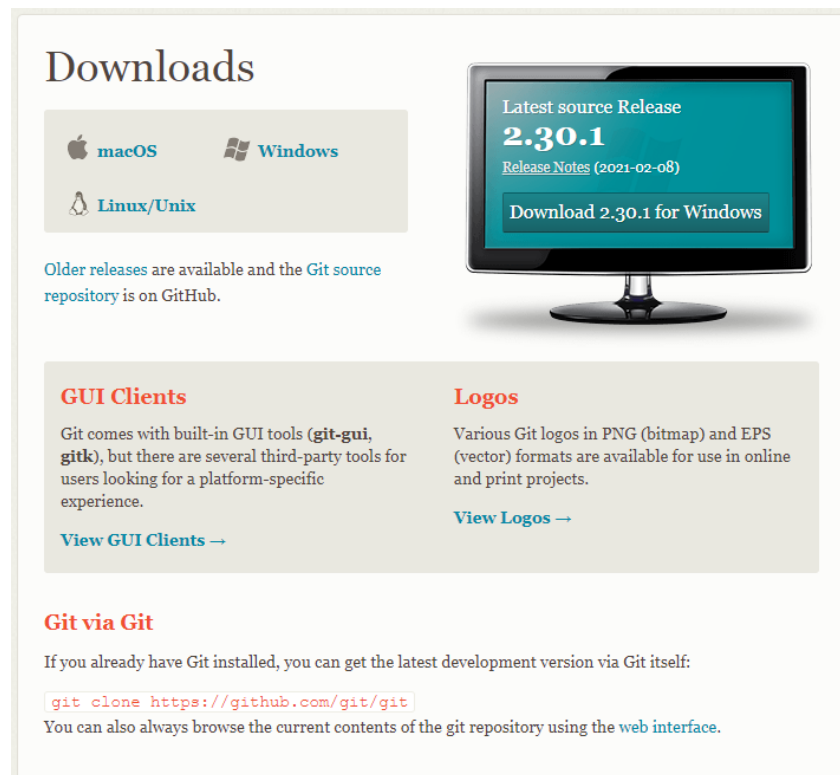 Downloads
macOS
Windows
Linux/Unix
Older releases are available and the Git source
repository is on GitHub.
Latest source Release
2.30.1
Release Notes (2021-02-08)
Download 2.30.1 for Windows
GUI Clients
Git comes with built-in GUI tools (git-gui,
gitk), but there are several third-party tools for
users looking for a platform-specific
experience.
View GUI Clients →
Logos
Various Git logos in PNG (bitmap) and EPS
(vector) formats are available for use in online
and print projects.
View Logos →
Git via Git
If you already have Git installed, you can get the latest development version via Git itself:
git clone https://github.com/git/git
You can also always browse the current contents of the git repository using the web interface.